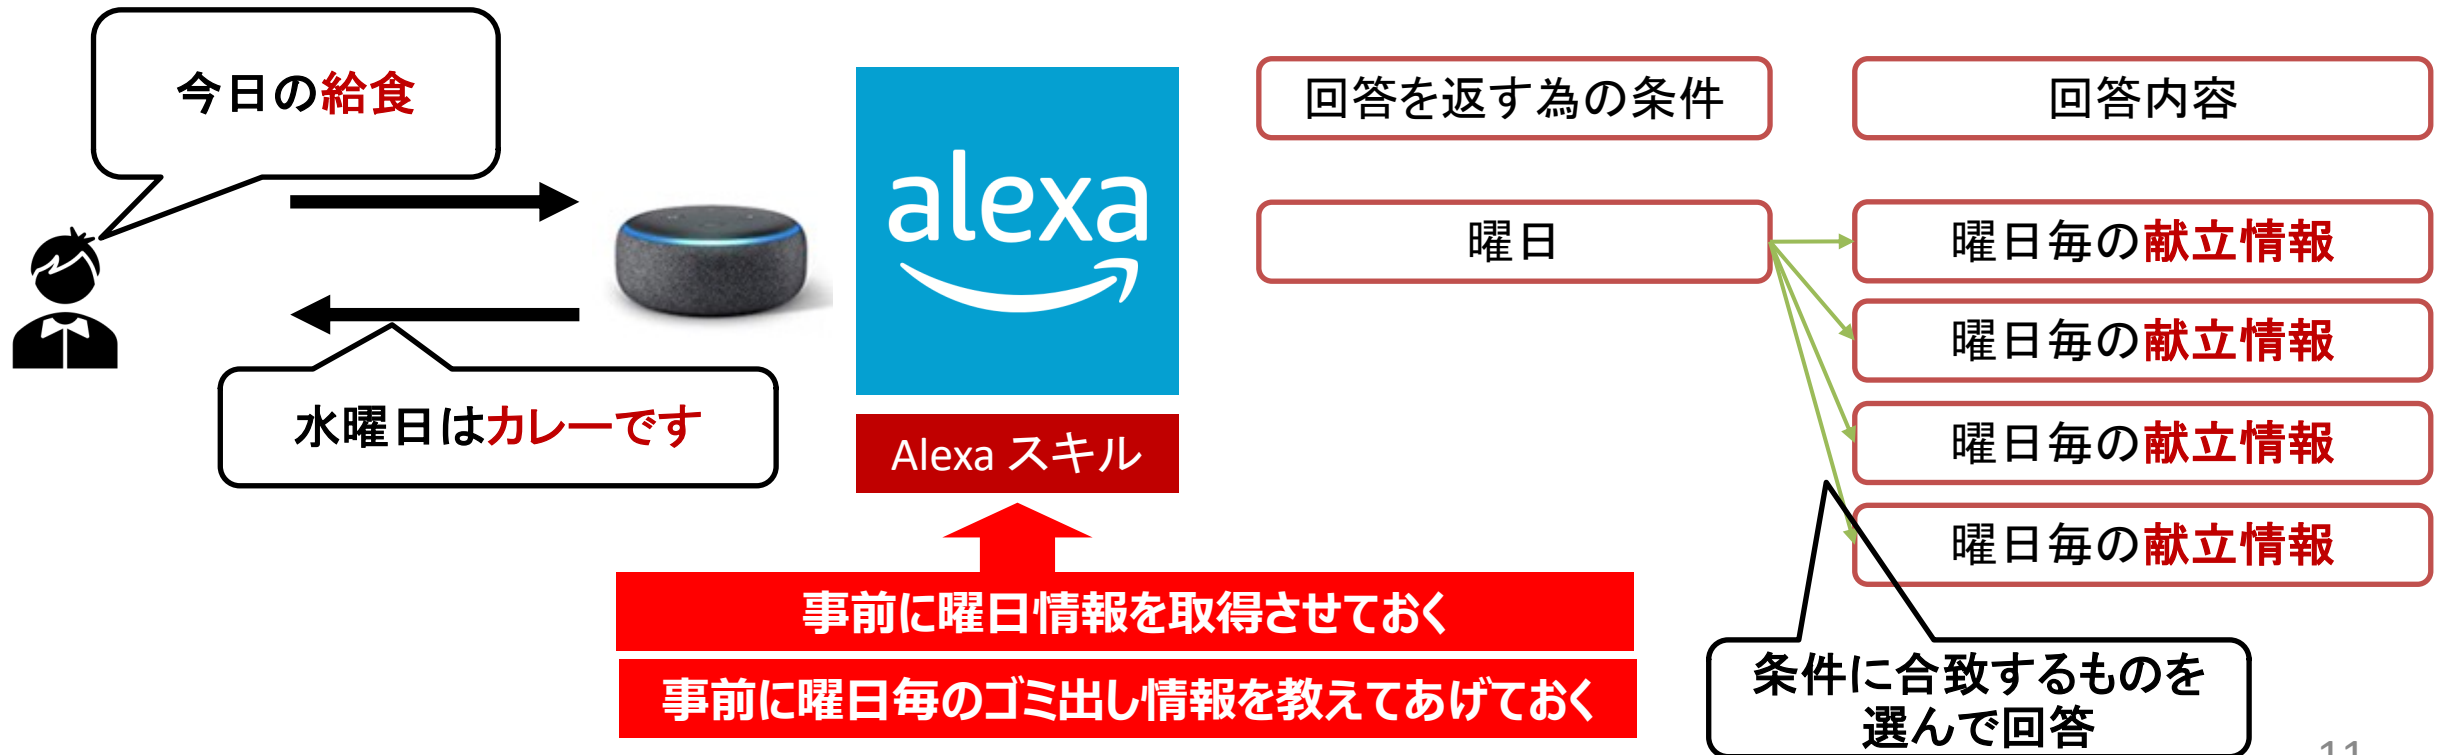 今日の給食
水曜日はカレーです
alexa
Alexa スキル
事前に曜日情報を取得させておく
事前に曜日毎のゴミ出し情報を教えてあげておく
回答を返す為の条件
回答内容
曜日
曜日毎の献立情報
曜日毎の献立情報
曜日毎の献立情報
曜日毎の献立情報
条件に合致するものを
選んで回答
11